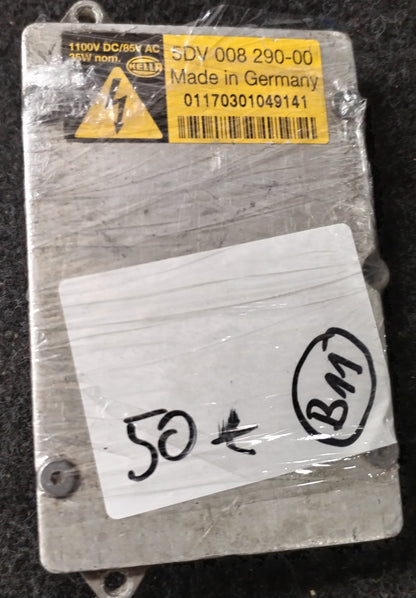 1100V DC/85V AC
35W nom.
HELLA
5DV 008 290-00
Made in Germany
01170301049141
50 €
B11